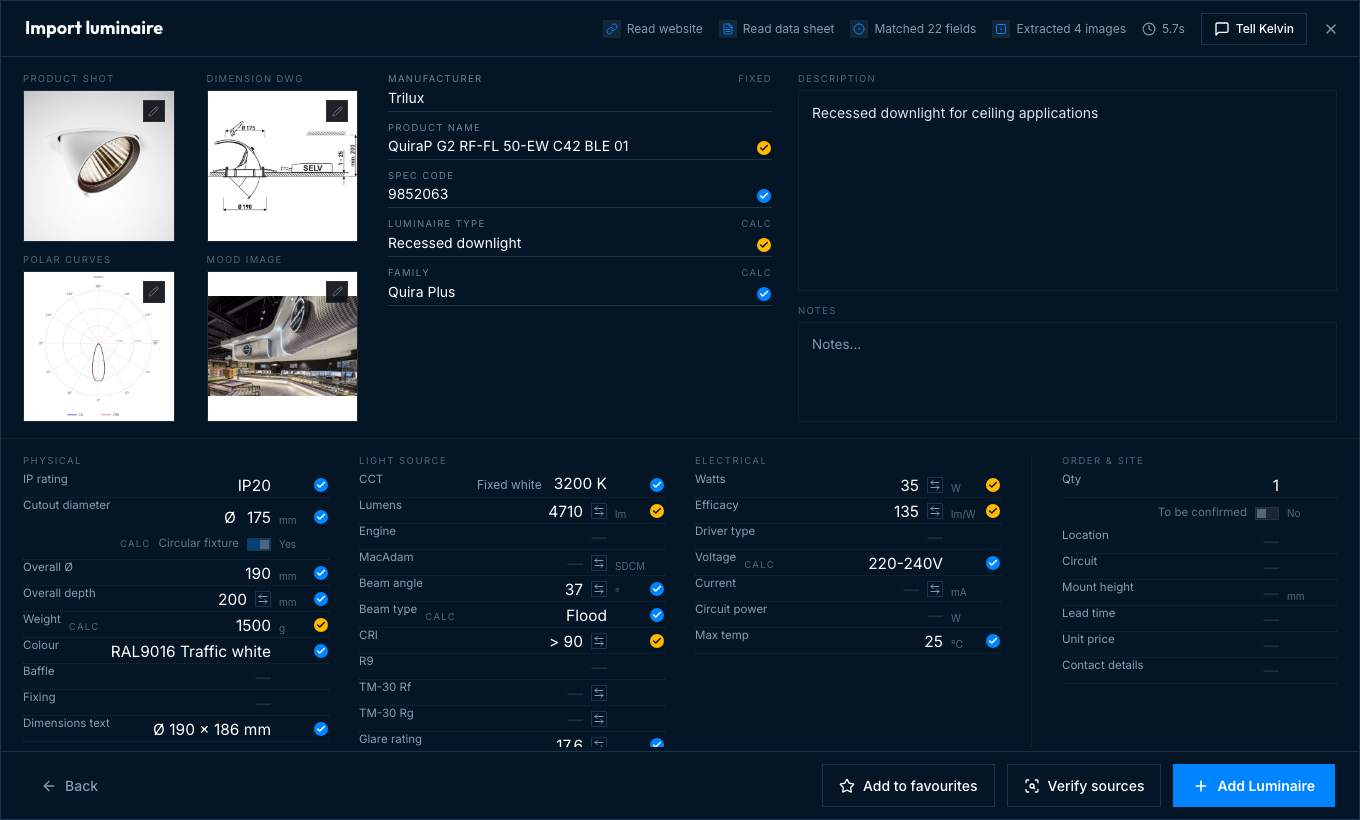 Import luminaire
Read website
Read data sheet
Matched 22 fields
Extracted 4 images
5.7s
Tell Kelvin
PRODUCT SHOT
DIMENSION DWG
Ø 175
SELV
1 - 25
min. 200
Ø 190
POLAR CURVES
MOOD IMAGE
MANUFACTURER
FIXED
Trilux
PRODUCT NAME
QuiraP G2 RF-FL 50-EW C42 BLE 01
SPEC CODE
9852063
LUMINAIRE TYPE
CALC
Recessed downlight
FAMILY
CALC
Quira Plus
DESCRIPTION
Recessed downlight for ceiling applications
NOTES
Notes...
PHYSICAL
IP rating
IP20
Cutout diameter
Ø 175 mm
CALC Circular fixture Yes
Overall Ø
190 mm
Overall depth
200 mm
Weight CALC
1500 g
Colour
RAL9016 Traffic white
Baffle
Fixing
Dimensions text
Ø 190 × 186 mm
LIGHT SOURCE
CCT
Fixed white 3200 K
Lumens
4710 lm
Engine
MacAdam
SDCM
Beam angle
37 °
Beam type CALC
Flood
CRI
> 90
R9
TM-30 Rf
TM-30 Rg
Glare rating
17.6
ELECTRICAL
Watts
35 W
Efficacy
135 lm/W
Driver type
Voltage CALC
220-240V
Current
mA
Circuit power
W
Max temp
25 °C
ORDER & SITE
Qty
1
To be confirmed No
Location
Circuit
Mount height
mm
Lead time
Unit price
Contact details
Back
Add to favourites
Verify sources
Add Luminaire